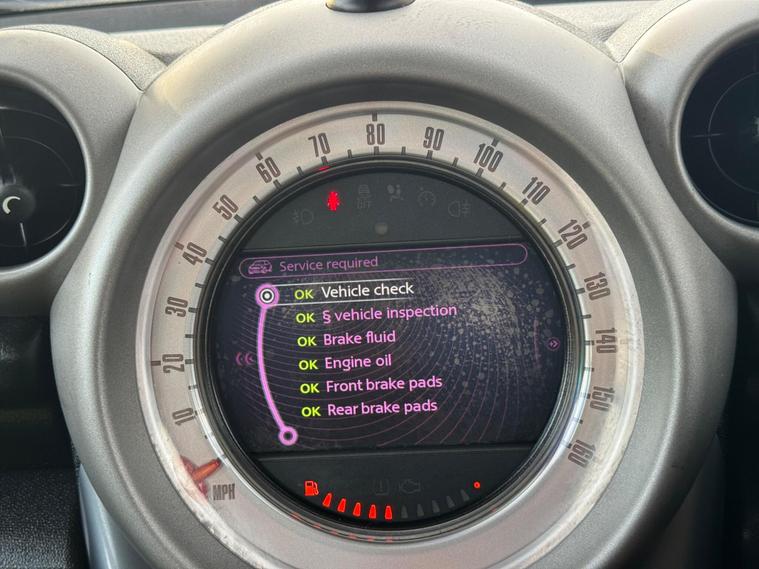 10
20
30
40
50
60
70
80
90
100
110
120
130
140
150
160
MPH
OFF
Service required
OK Vehicle check
OK § vehicle inspection
OK Brake fluid
OK Engine oil
OK Front brake pads
OK Rear brake pads